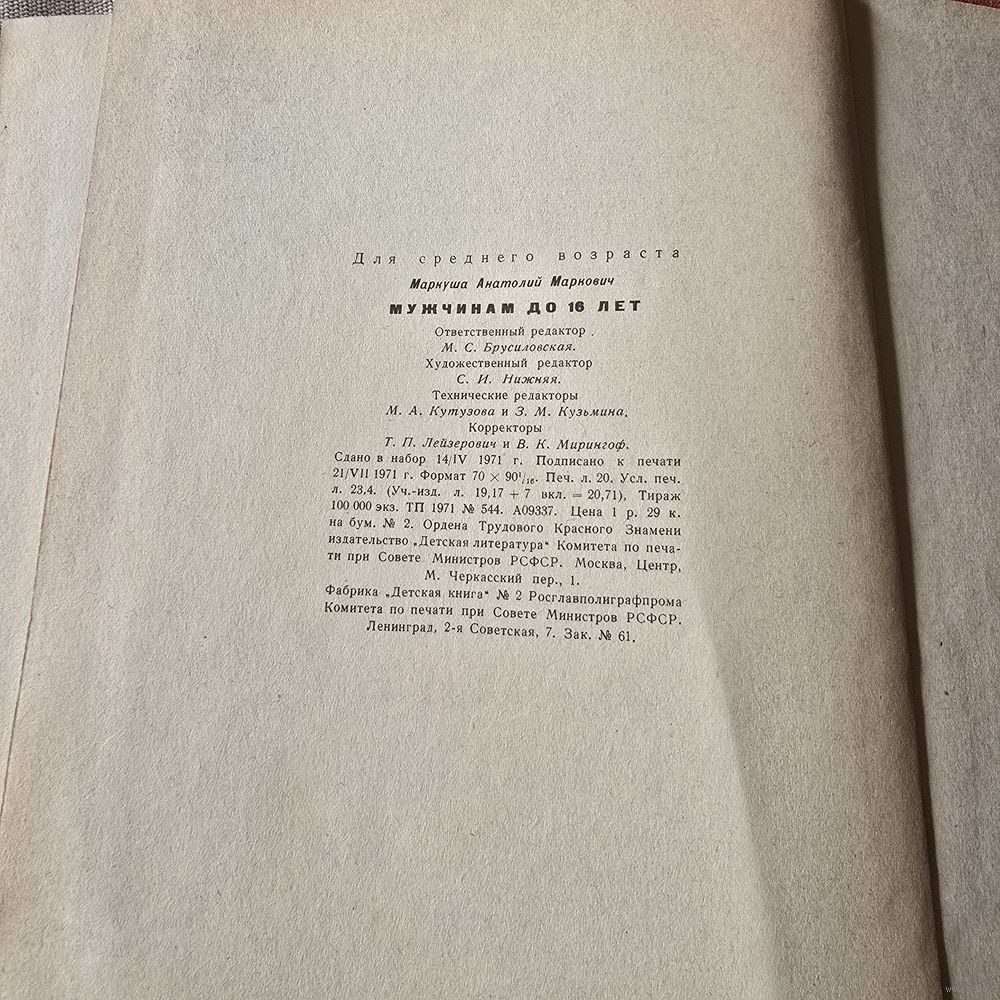 Для среднего возраста
Маркуша Анатолий Маркович
МУЖЧИНАМ ДО 16 ЛЕТ
Ответственный редактор
М. С. Брусиловская.
Художественный редактор
С. И. Нижняя.
Технические редакторы
М. А. Кутузова и З. М. Кузьмина.
Корректоры
Т. П. Лейзерович и В. К. Мирингоф.
Сдано в набор 14/IV 1971 г. Подписано к печати
21/VII 1971 г. Формат 70 × 90¹/₁₆. Печ. л. 20. Усл. печ.
л. 23,4. (Уч.-изд. л. 19,17 + 7 вкл. = 20,71). Тираж
100 000 экз. ТП 1971 № 544. А09337. Цена 1 р. 29 к.
на бум. № 2. Ордена Трудового Красного Знамени
издательство „Детская литература“ Комитета по печа-
ти при Совете Министров РСФСР. Москва, Центр,
М. Черкасский пер., 1.
Фабрика „Детская книга“ № 2 Росглавполиграфпрома
Комитета по печати при Совете Министров РСФСР.
Ленинград, 2-я Советская, 7. Зак. № 61.